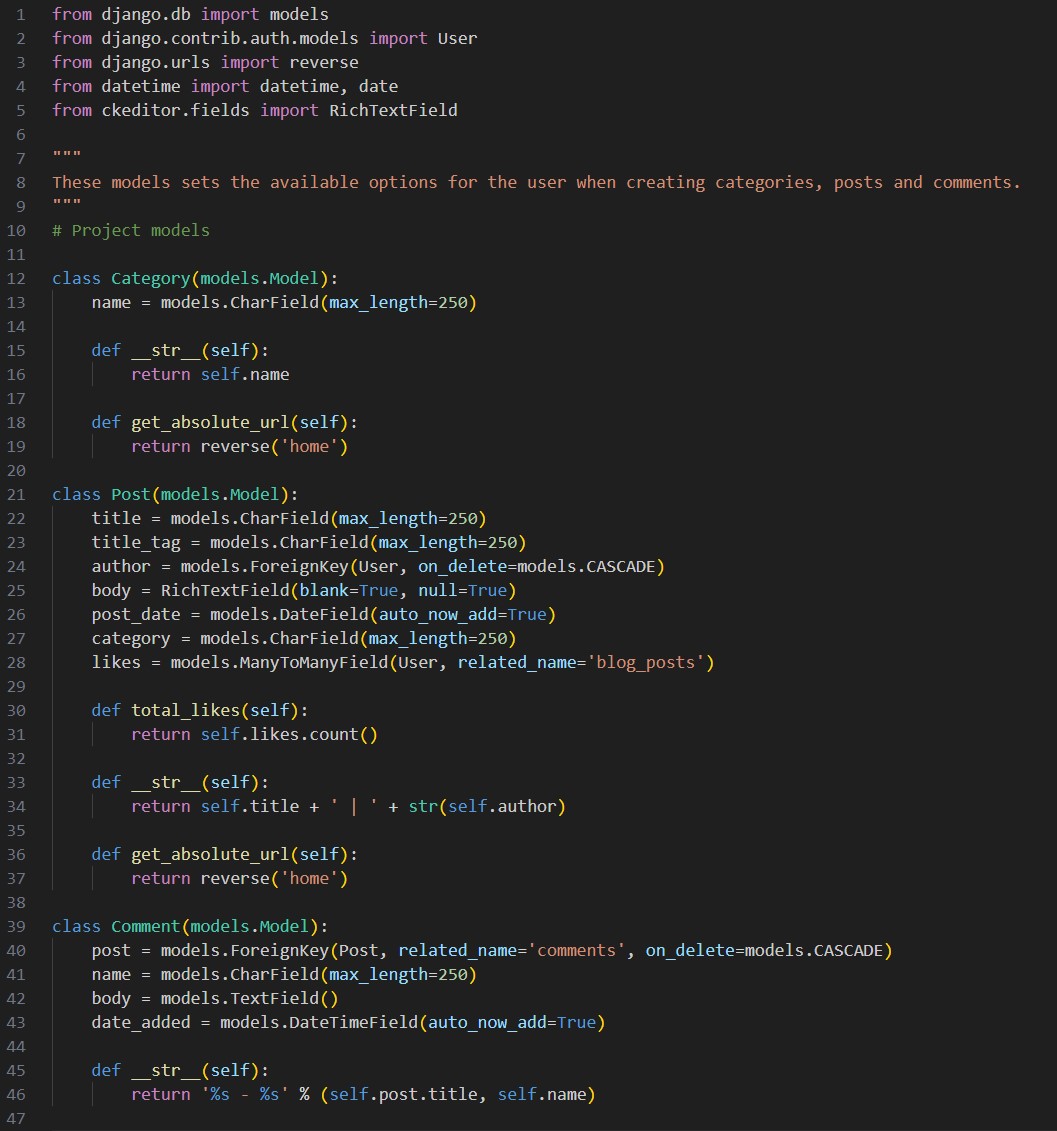 1 from django.db import models
2 from django.contrib.auth.models import User
3 from django.urls import reverse
4 from datetime import datetime, date
5 from ckeditor.fields import RichTextField
6
7 """
8 These models sets the available options for the user when creating categories, posts and comments.
9 """
10 # Project models
11
12 class Category(models.Model):
13     name = models.CharField(max_length=250)
14
15     def __str__(self):
16         return self.name
17
18     def get_absolute_url(self):
19         return reverse('home')
20
21 class Post(models.Model):
22     title = models.CharField(max_length=250)
23     title_tag = models.CharField(max_length=250)
24     author = models.ForeignKey(User, on_delete=models.CASCADE)
25     body = RichTextField(blank=True, null=True)
26     post_date = models.DateField(auto_now_add=True)
27     category = models.CharField(max_length=250)
28     likes = models.ManyToManyField(User, related_name='blog_posts')
29
30     def total_likes(self):
31         return self.likes.count()
32
33     def __str__(self):
34         return self.title + ' | ' + str(self.author)
35
36     def get_absolute_url(self):
37         return reverse('home')
38
39 class Comment(models.Model):
40     post = models.ForeignKey(Post, related_name='comments', on_delete=models.CASCADE)
41     name = models.CharField(max_length=250)
42     body = models.TextField()
43     date_added = models.DateTimeField(auto_now_add=True)
44
45     def __str__(self):
46         return '%s - %s' % (self.post.title, self.name)
47